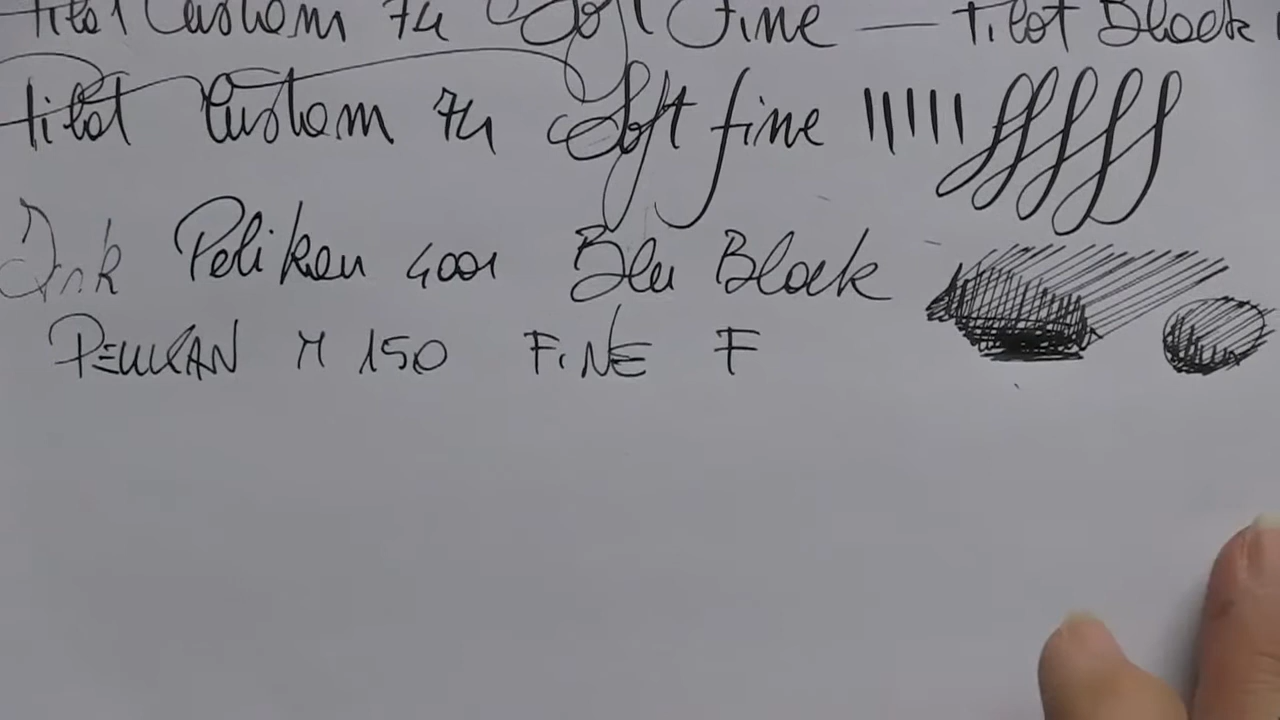 Pilot Custom 74 Soft Fine — Pilot Black
Pilot Custom 74 Soft fine
Ink Pelikan 4001 Blu Black
PELIKAN M 150 FINE F